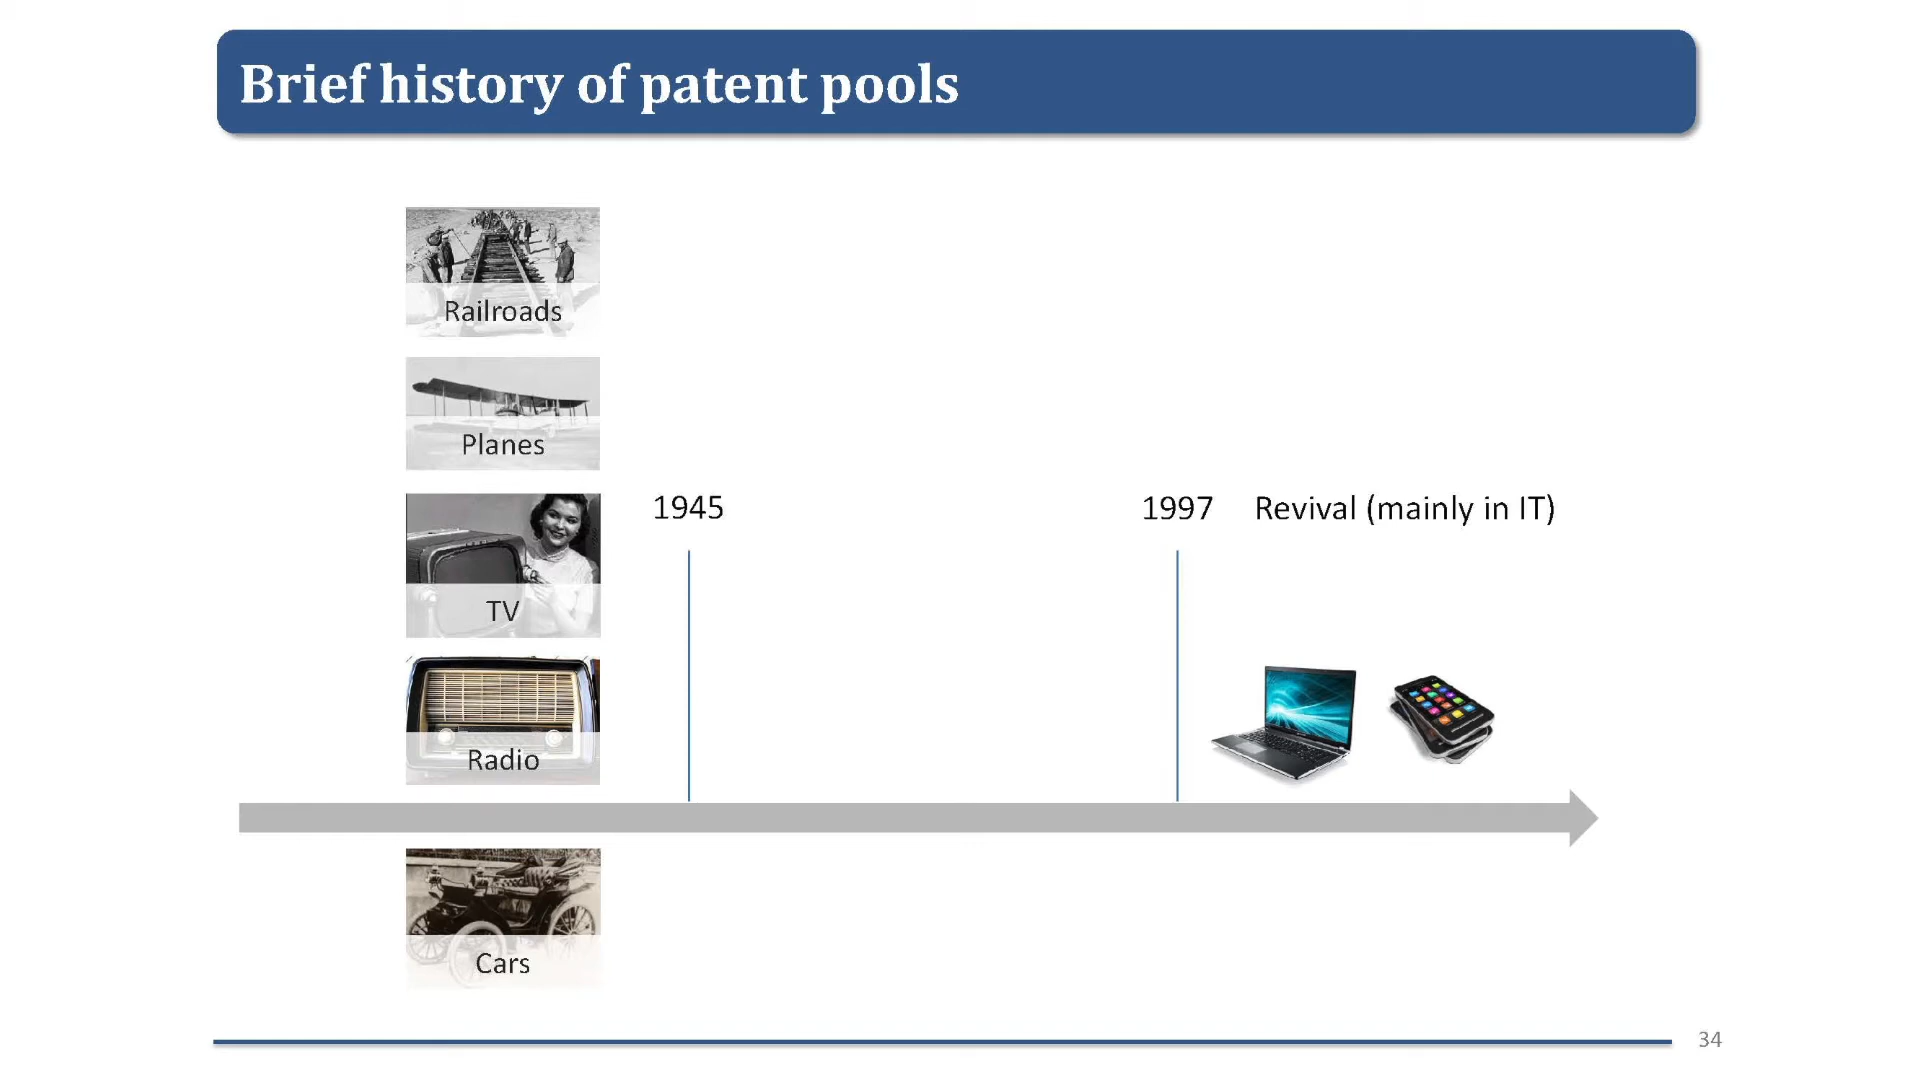 Brief history of patent pools
Railroads
Planes
TV
Radio
1945
1997
Revival (mainly in IT)
Cars
34